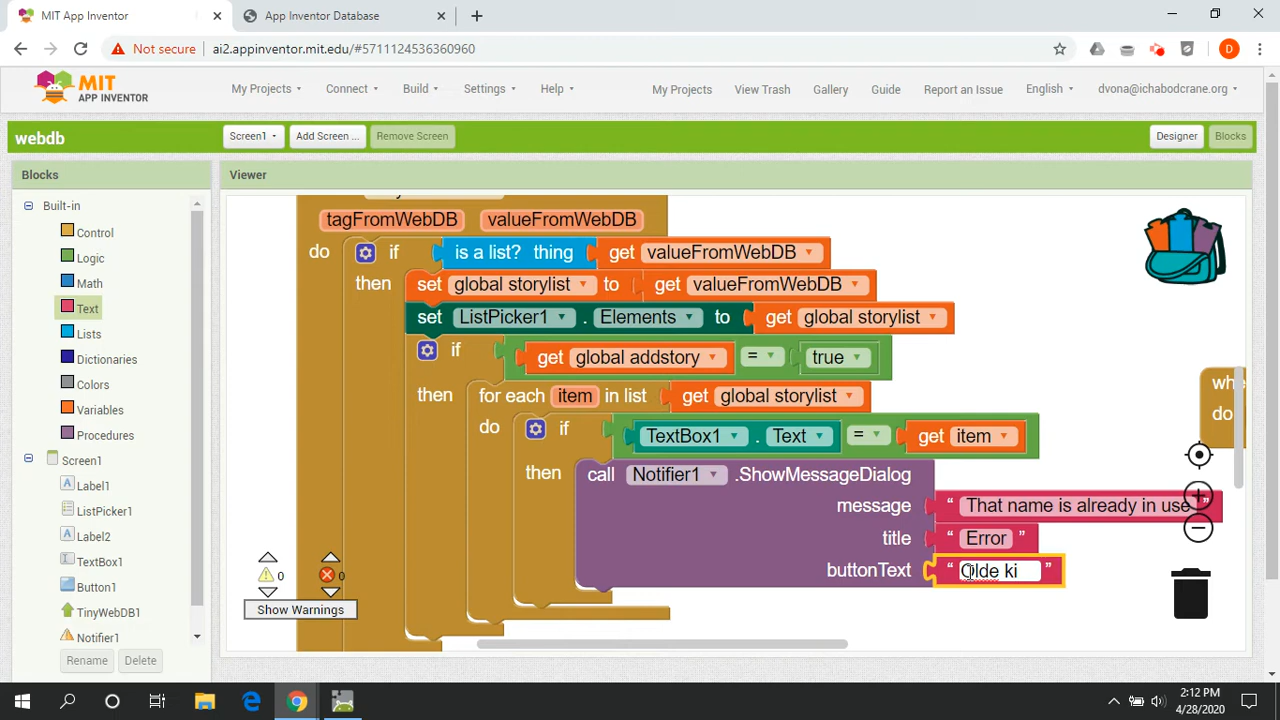 MIT App Inventor
App Inventor Database
Not secure
ai2.appinventor.mit.edu/#5711124536360960
D
MIT
APP INVENTOR
My Projects
Connect
Build
Settings
Help
My Projects
View Trash
Gallery
Guide
Report an Issue
English
dvona@ichabodcrane.org
webdb
Screen1
Add Screen ...
Remove Screen
Designer
Blocks
Blocks
Viewer
Built-in
Control
Logic
Math
Text
Lists
Dictionaries
Colors
Variables
Procedures
Screen1
Label1
ListPicker1
Label2
TextBox1
Button1
TinyWebDB1
Notifier1
Rename
Delete
tagFromWebDB valueFromWebDB
do if is a list? thing get valueFromWebDB
then set global storylist to get valueFromWebDB
set ListPicker1 . Elements to get global storylist
if get global addstory = true
then for each item in list get global storylist
do if TextBox1 . Text = get item
then call Notifier1 .ShowMessageDialog
message “ That name is already in use ”
title “ Error ”
buttonText “ Olde ki ”
do
0
0
Show Warnings
2:12 PM
4/28/2020